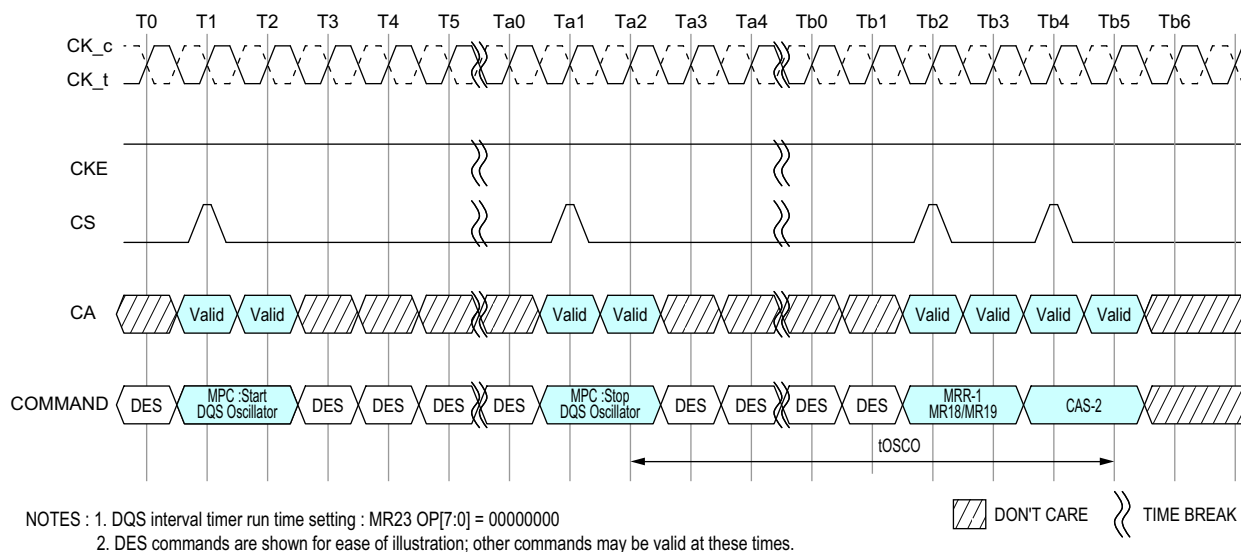 T0 T1 T2 T3 T4 T5 Ta0 Ta1 Ta2 Ta3 Ta4 Tb0 Tb1 Tb2 Tb3 Tb4 Tb5 Tb6
CK_c
CK_t
CKE
CS
CA Valid Valid Valid Valid Valid Valid Valid Valid
COMMAND DES MPC :Start DES DES DES DES MPC :Stop DES DES DES DES MRR-1 CAS-2
DQS Oscillator DQS Oscillator MR18/MR19
tOSCO
NOTES : 1. DQS interval timer run time setting : MR23 OP[7:0] = 00000000 DON'T CARE TIME BREAK
2. DES commands are shown for ease of illustration; other commands may be valid at these times.